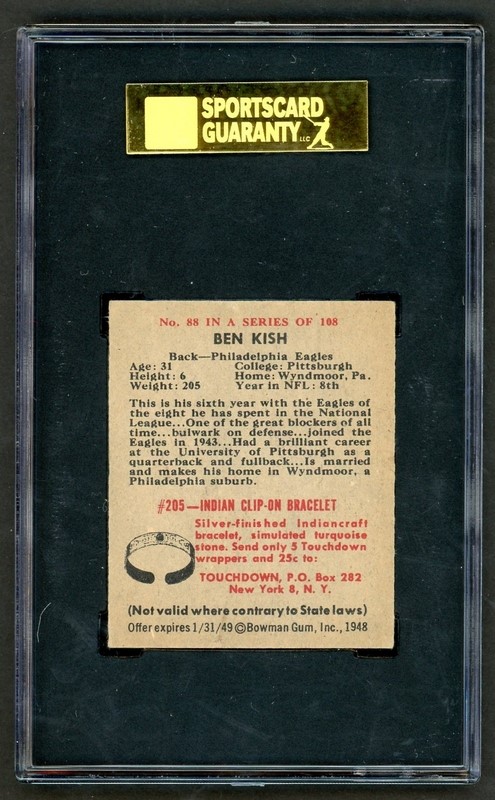 SPORTSCARD
GUARANTY LLC
No. 88 IN A SERIES OF 108
BEN KISH
Back—Philadelphia Eagles
Age: 31 College: Pittsburgh
Height: 6 Home: Wyndmoor, Pa.
Weight: 205 Year in NFL: 8th
This is his sixth year with the Eagles of
the eight he has spent in the National
League...One of the great blockers of all
time...bulwark on defense...joined the
Eagles in 1943...Had a brilliant career
at the University of Pittsburgh as a
quarterback and fullback...Is married
and makes his home in Wyndmoor, a
Philadelphia suburb.
#205—INDIAN CLIP-ON BRACELET
Silver-finished Indiancraft
bracelet, simulated turquoise
stone. Send only 5 Touchdown
wrappers and 25c to:
TOUCHDOWN, P.O. Box 282
New York 8, N. Y.
(Not valid where contrary to State laws)
Offer expires 1/31/49 ©Bowman Gum, Inc., 1948